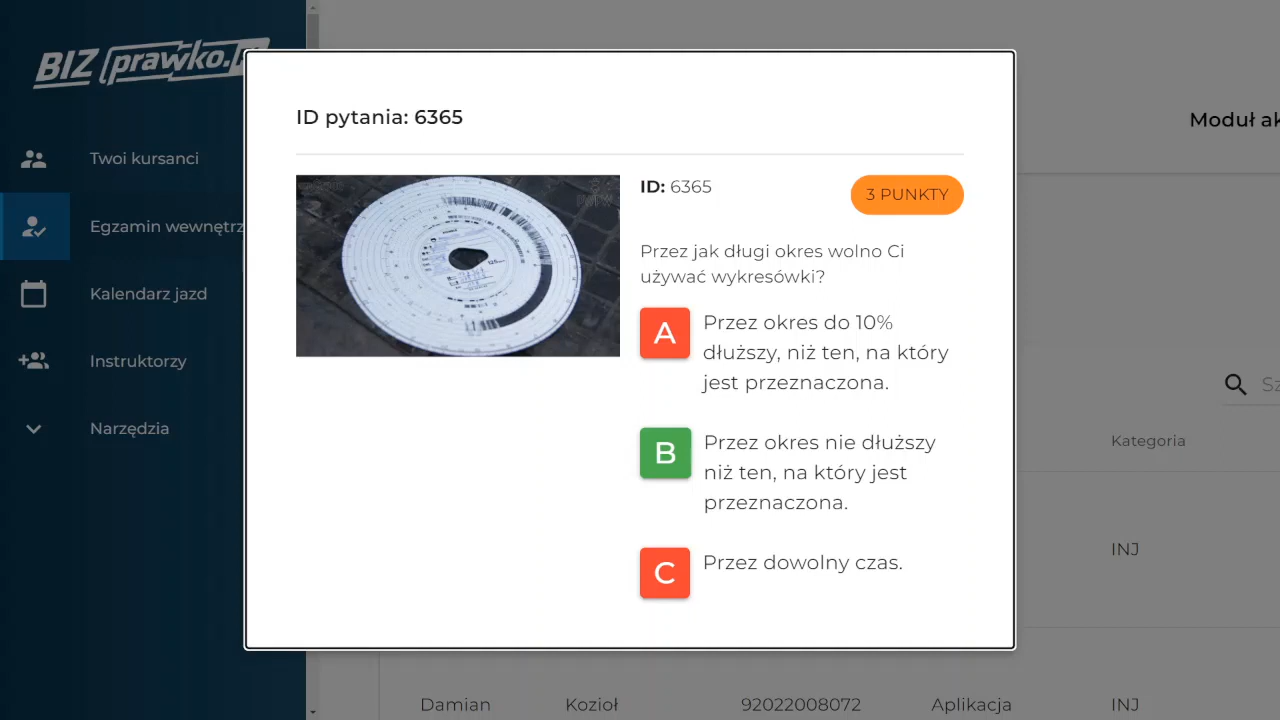 BIZ prawko.
Moduł ak
Twoi kursanci
Egzamin wewnętrz
Kalendarz jazd
Instruktorzy
Narzędzia
ID pytania: 6365
ID: 6365
3 PUNKTY
Przez jak długi okres wolno Ci
używać wykresówki?
A
Przez okres do 10%
dłuższy, niż ten, na który
jest przeznaczona.
B
Przez okres nie dłuższy
niż ten, na który jest
przeznaczona.
C
Przez dowolny czas.
Sz
Kategoria
INJ
Damian
Kozioł
92022008072
Aplikacja
INJ